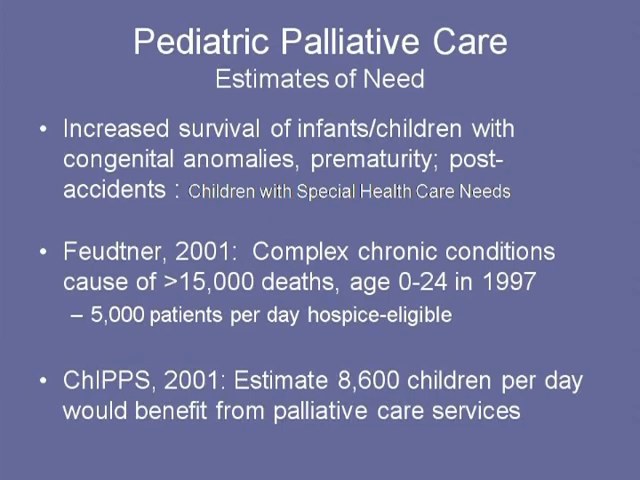 Pediatric Palliative Care
Estimates of Need
• Increased survival of infants/children with
congenital anomalies, prematurity; post-
accidents : Children with Special Health Care Needs
• Feudtner, 2001:  Complex chronic conditions
cause of >15,000 deaths, age 0-24 in 1997
– 5,000 patients per day hospice-eligible
• ChIPPS, 2001: Estimate 8,600 children per day
would benefit from palliative care services